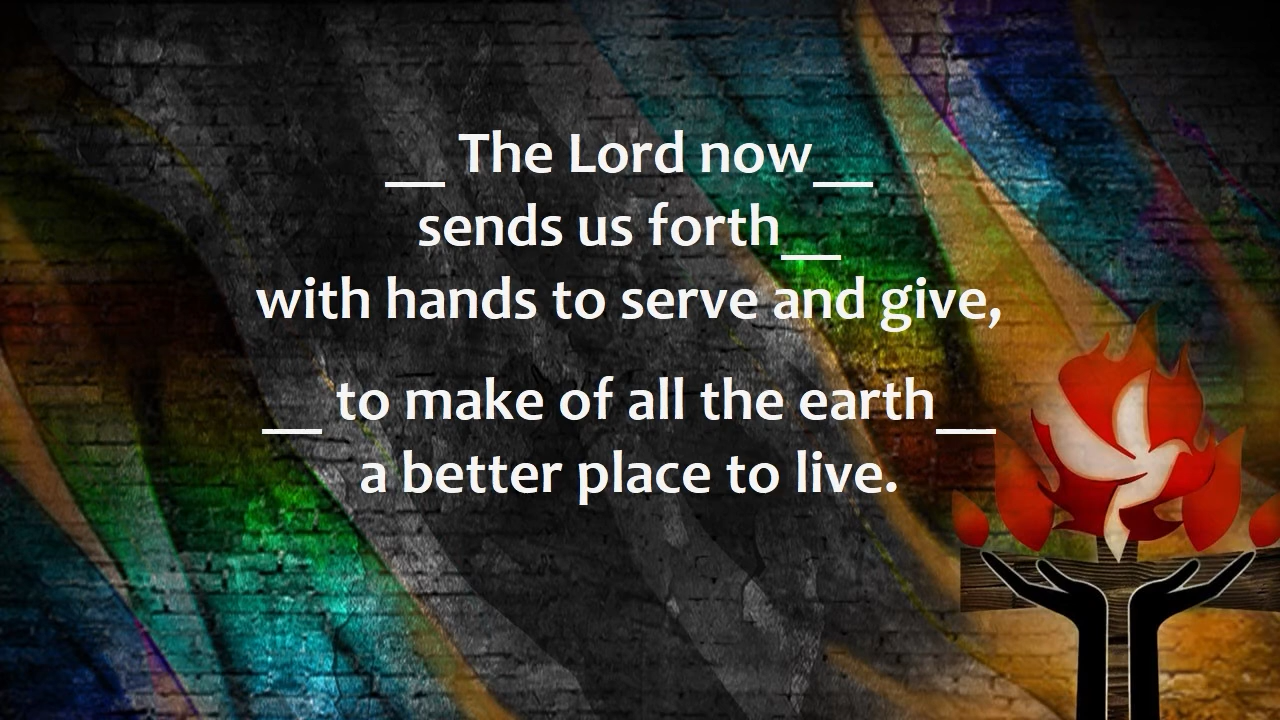 __ The Lord now__
sends us forth__
with hands to serve and give,
__ to make of all the earth__
a better place to live.